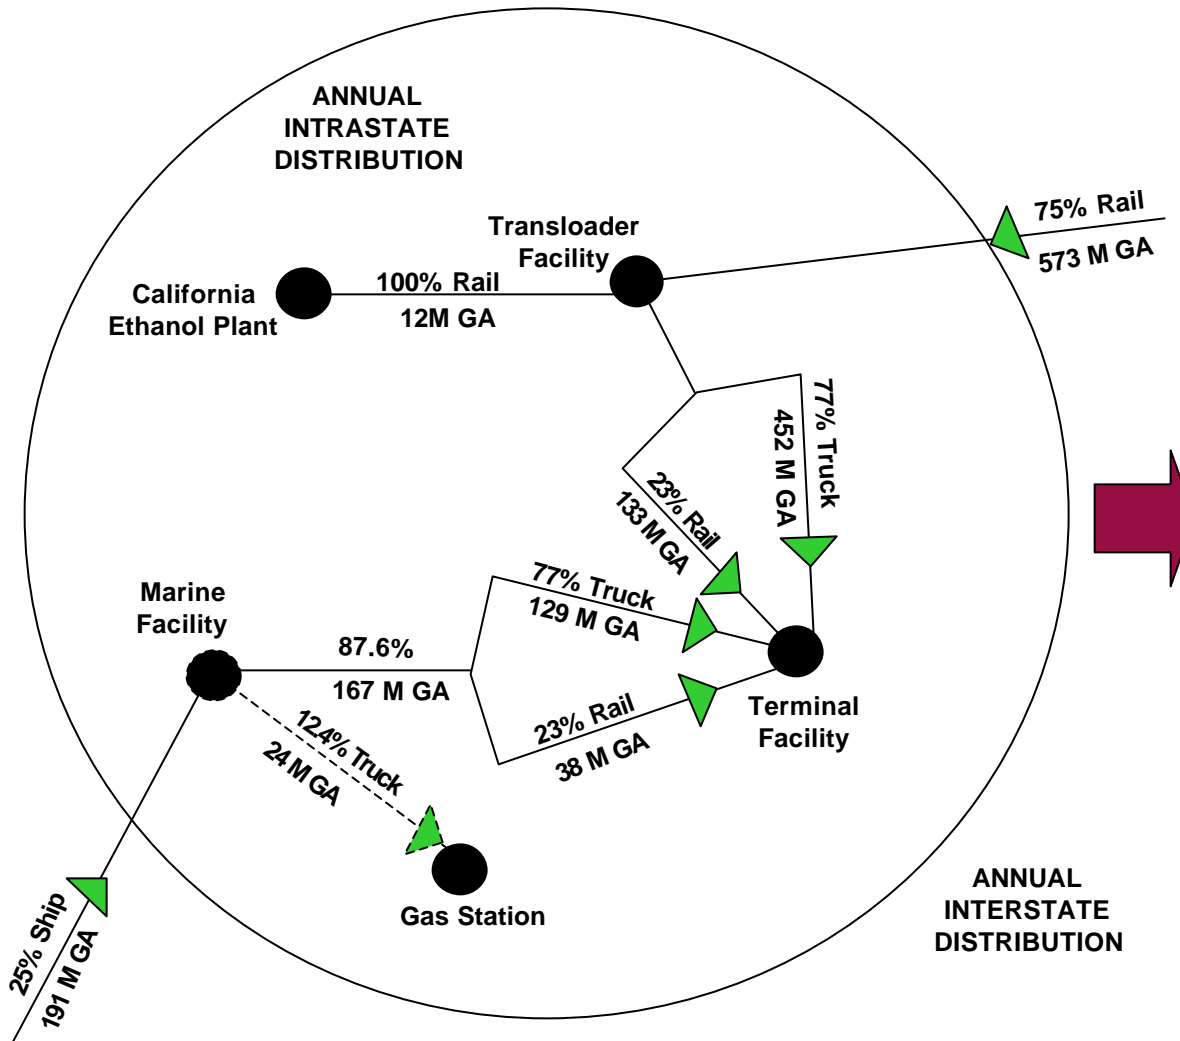 ANNUAL
INTRASTATE
DISTRIBUTION
Transloader
Facility
75% Rail
573 M GA
California
Ethanol Plant
100% Rail
12M GA
77% Truck
452 M GA
23% Rail
133 M GA
Marine
Facility
87.6%
167 M GA
77% Truck
129 M GA
23% Rail
38 M GA
Terminal
Facility
12.4% Truck
24 M GA
Gas Station
25% Ship
191 M GA
ANNUAL
INTERSTATE
DISTRIBUTION